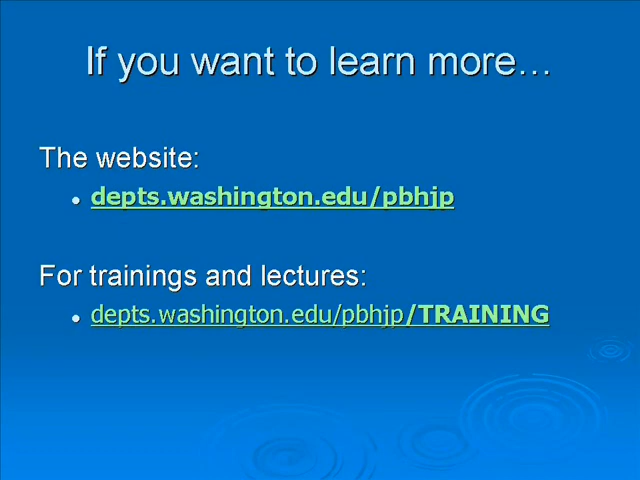 If you want to learn more…
The website:
• depts.washington.edu/pbhjp
For trainings and lectures:
• depts.washington.edu/pbhjp/TRAINING